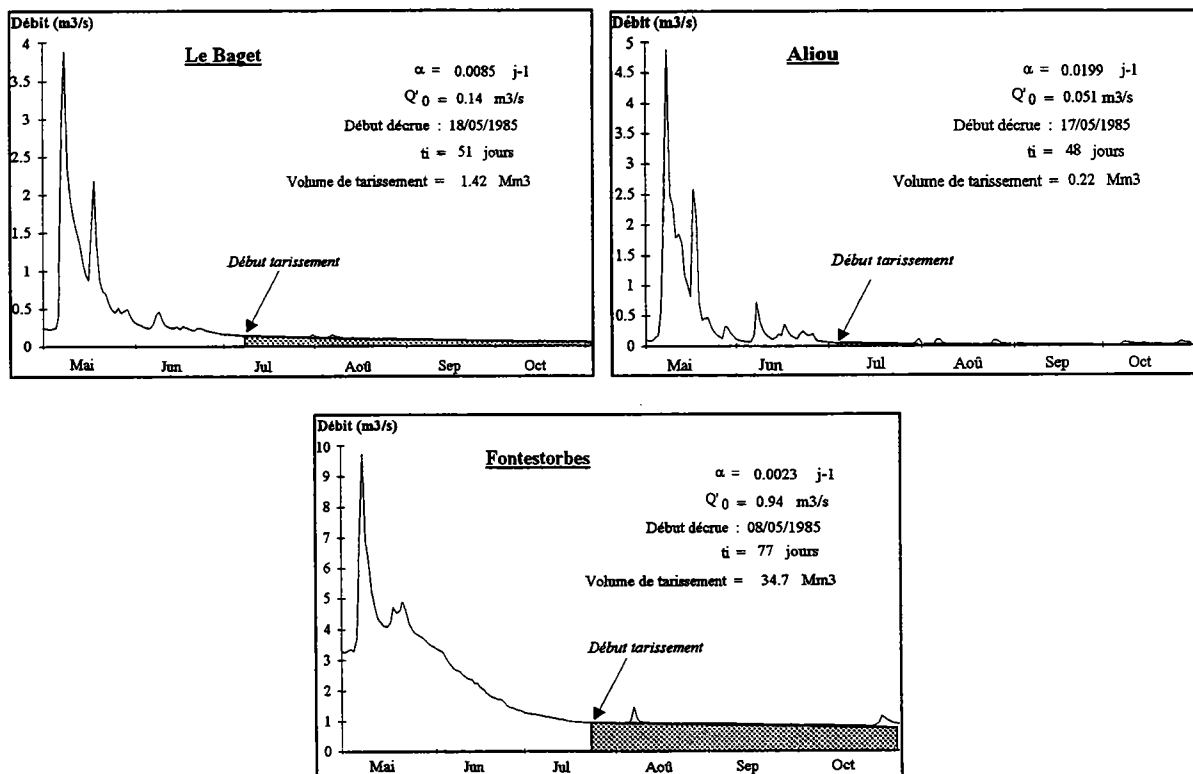 Débit (m3/s)
Le Baget
α = 0.0085 j-1
Q'0 = 0.14 m3/s
Début décrue : 18/05/1985
ti = 51 jours
Volume de tarissement = 1.42 Mm3
Début tarissement
4
3.5
3
2.5
2
1.5
1
0.5
0
Mai Jun Jul Aoû Sep Oct
Débit (m3/s)
Aliou
α = 0.0199 j-1
Q'0 = 0.051 m3/s
Début décrue : 17/05/1985
ti = 48 jours
Volume de tarissement = 0.22 Mm3
Début tarissement
5
4.5
4
3.5
3
2.5
2
1.5
1
0.5
0
Mai Jun Jul Aoû Sep Oct
Débit (m3/s)
Fontestorbes
α = 0.0023 j-1
Q'0 = 0.94 m3/s
Début décrue : 08/05/1985
ti = 77 jours
Volume de tarissement = 34.7 Mm3
Début tarissement
10
9
8
7
6
5
4
3
2
1
0
Mai Jun Jul Aoû Sep Oct